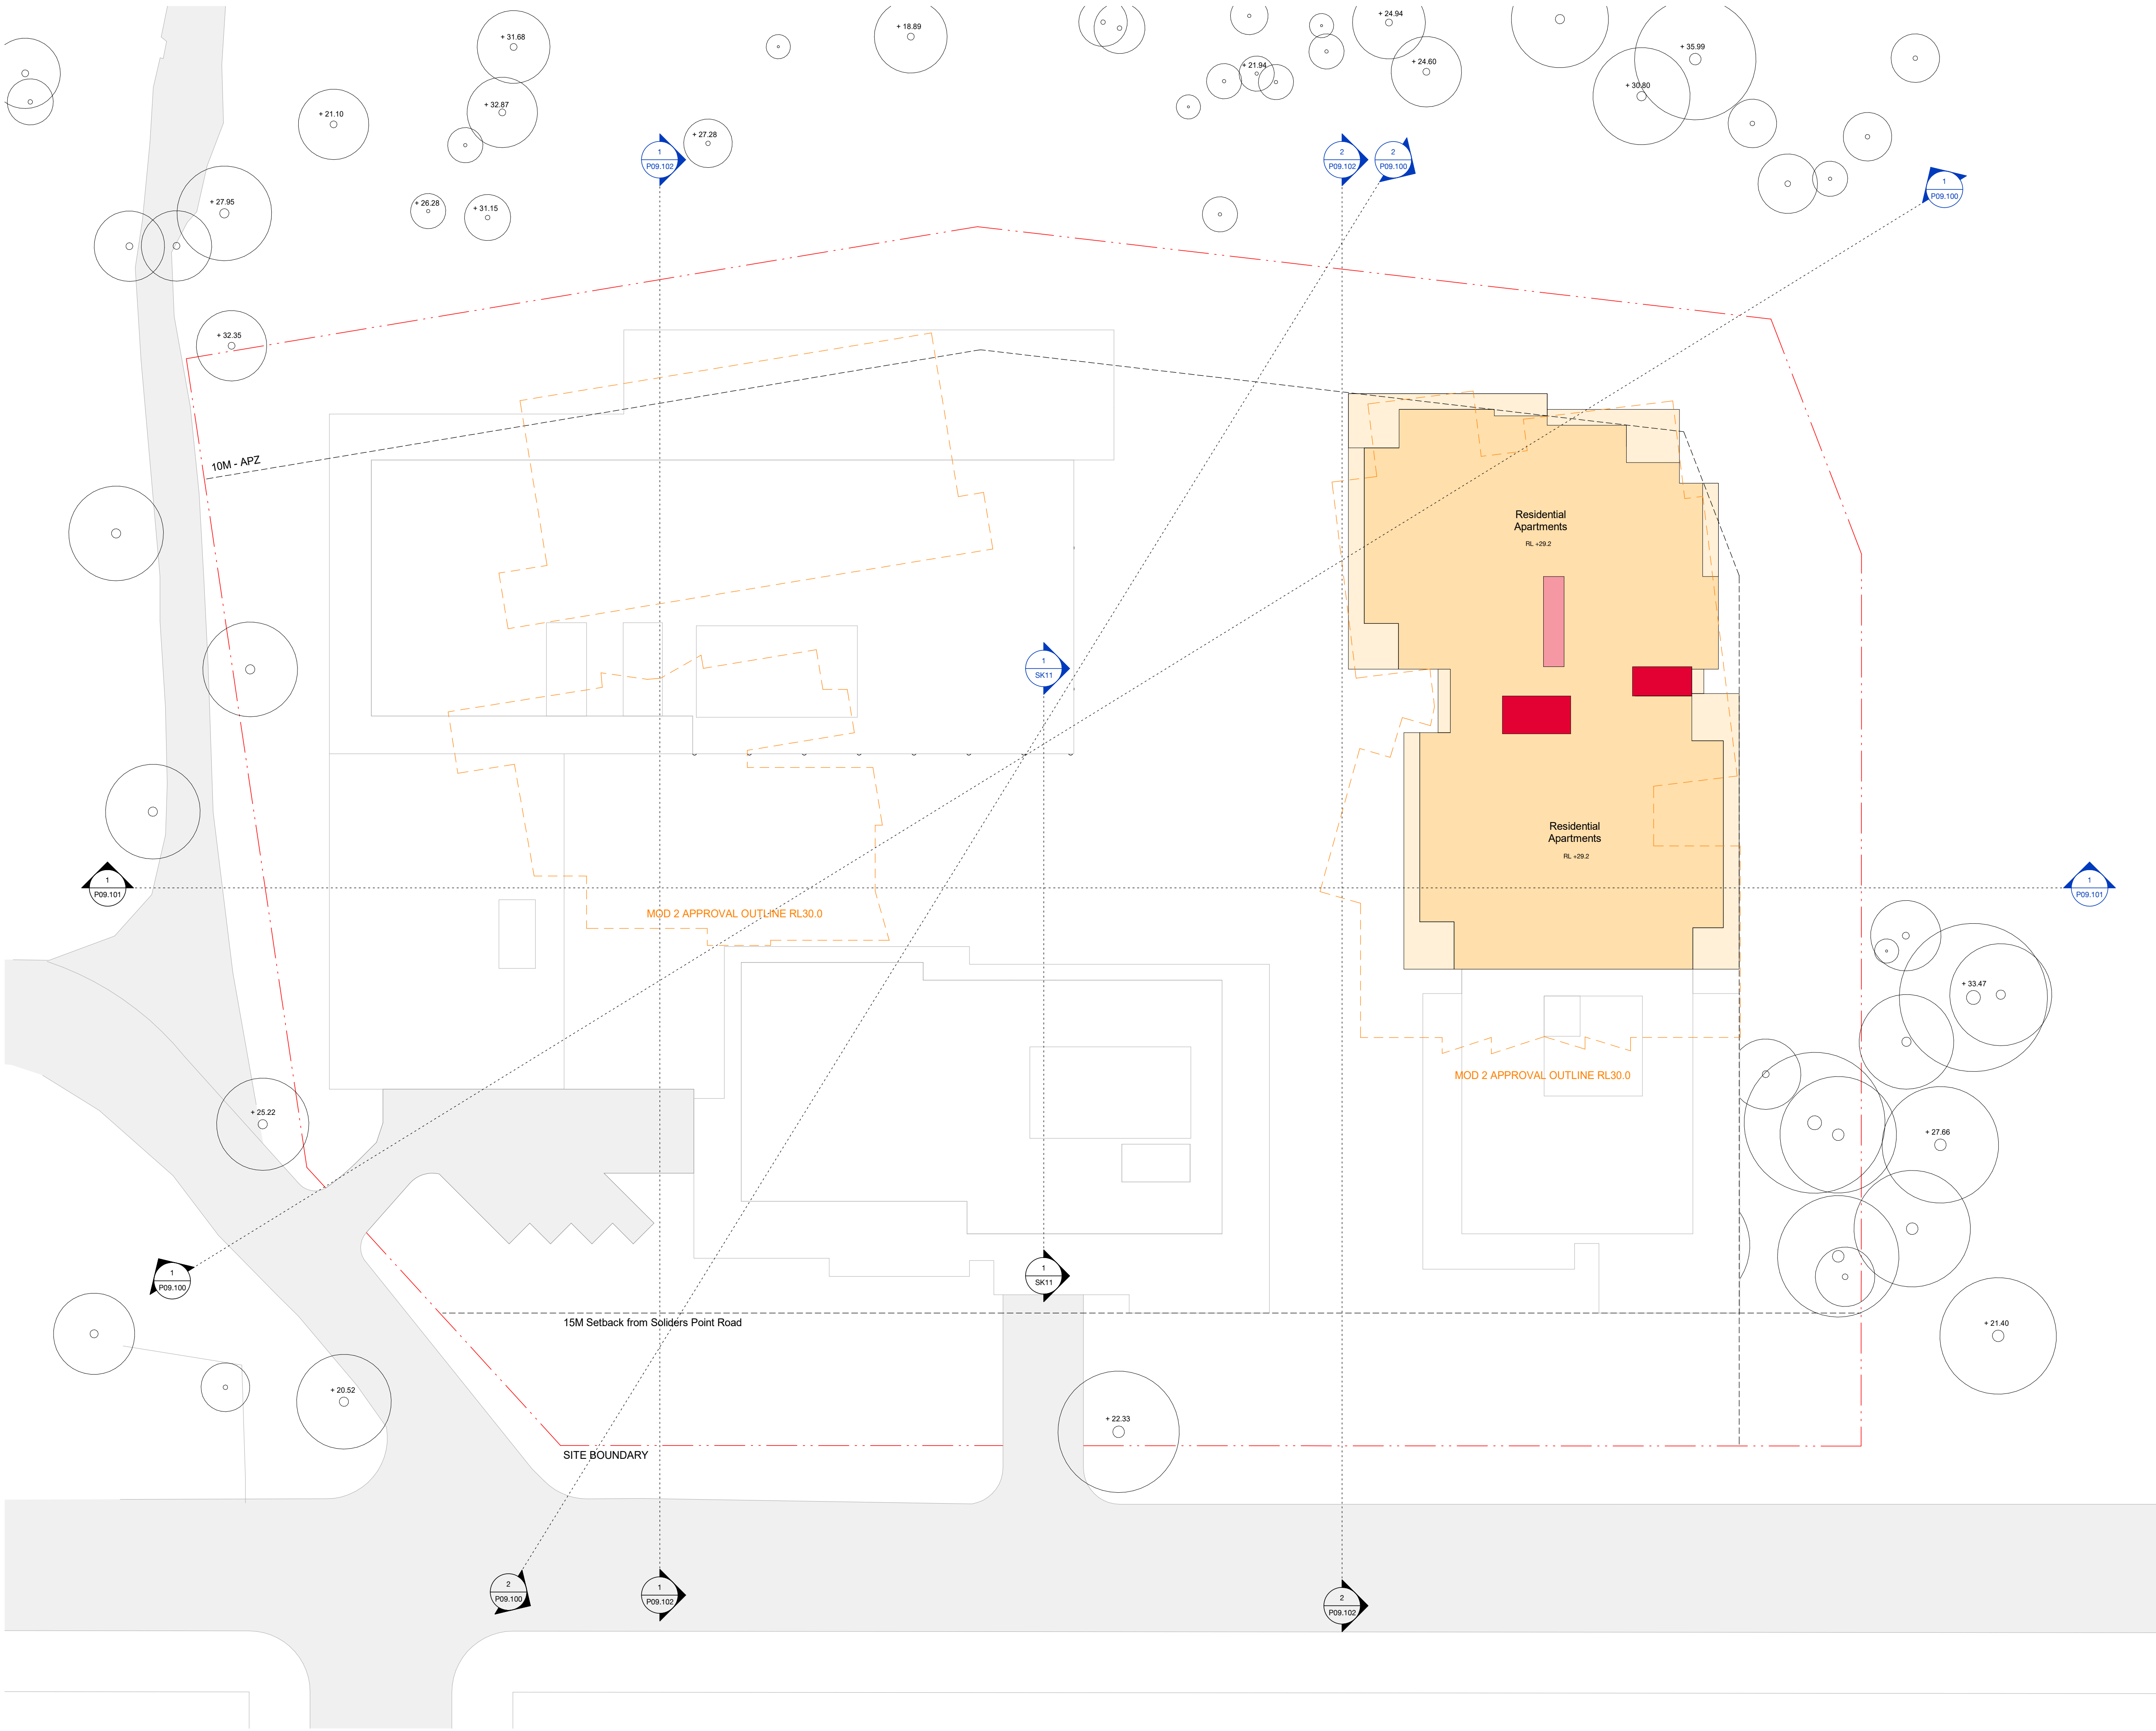 + 31.68
+ 18.89
+ 24.94
+ 35.99
+ 24.60
+ 21.94
+ 30.80
+ 32.87
+ 21.10
+ 27.28
1
P09.102
2
P09.102
2
P09.100
1
P09.100
+ 27.95
+ 26.28
+ 31.15
+ 32.35
10M - APZ
Residential
Apartments
RL +29.2
1
SK11
Residential
Apartments
RL +29.2
1
P09.101
1
P09.101
MOD 2 APPROVAL OUTLINE RL30.0
+ 33.47
MOD 2 APPROVAL OUTLINE RL30.0
+ 25.22
+ 27.66
1
P09.100
1
SK11
15M Setback from Soliders Point Road
+ 21.40
+ 20.52
+ 22.33
SITE BOUNDARY
2
P09.100
1
P09.102
2
P09.102